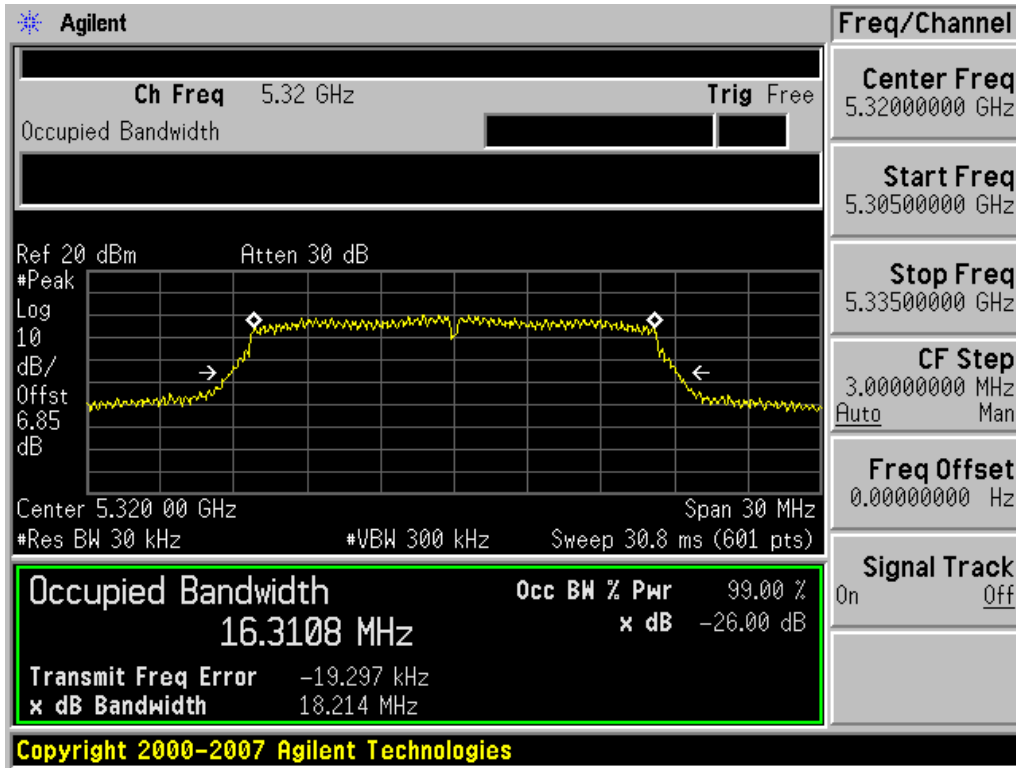 Agilent
Freq/Channel
Ch Freq 5.32 GHz Trig Free
Occupied Bandwidth
Center Freq
5.32000000 GHz
Start Freq
5.30500000 GHz
Stop Freq
5.33500000 GHz
CF Step
3.00000000 MHz
Auto Man
Freq Offset
0.00000000 Hz
Signal Track
On Off
Ref 20 dBm Atten 30 dB
#Peak
Log
10
dB/
Offst
6.85
dB
Center 5.320 00 GHz Span 30 MHz
#Res BW 30 kHz #VBW 300 kHz Sweep 30.8 ms (601 pts)
Occupied Bandwidth Occ BW % Pwr 99.00 %
16.3108 MHz x dB -26.00 dB
Transmit Freq Error -19.297 kHz
x dB Bandwidth 18.214 MHz
Copyright 2000-2007 Agilent Technologies